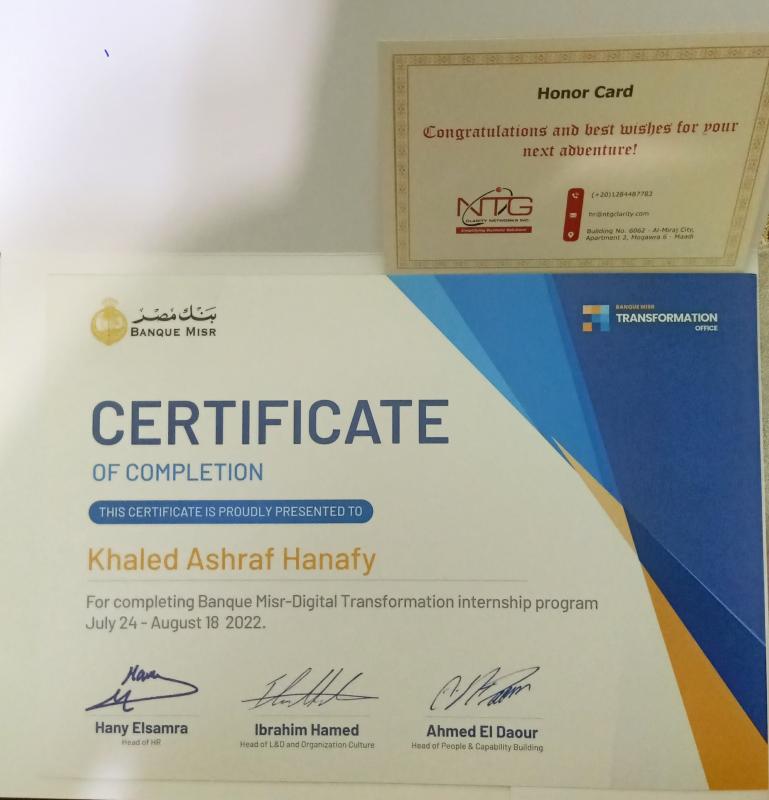 Honor Card
Congratulations and best wishes for your
next adventure!
NTG
CLARITY NETWORKS INC.
Simplifying Business Solutions
(+20)1284487782
hr@ntgclarity.com
Building No. 6062 - Al-Miraj City,
Apartment 2, Mogawra 6 - Maadi
بنك مصر
BANQUE MISR
BANQUE MISR
TRANSFORMATION
OFFICE
CERTIFICATE
OF COMPLETION
THIS CERTIFICATE IS PROUDLY PRESENTED TO
Khaled Ashraf Hanafy
For completing Banque Misr-Digital Transformation internship program
July 24 - August 18 2022.
Hany Elsamra
Head of HR
Ibrahim Hamed
Head of L&D and Organization Culture
Ahmed El Daour
Head of People & Capability Building